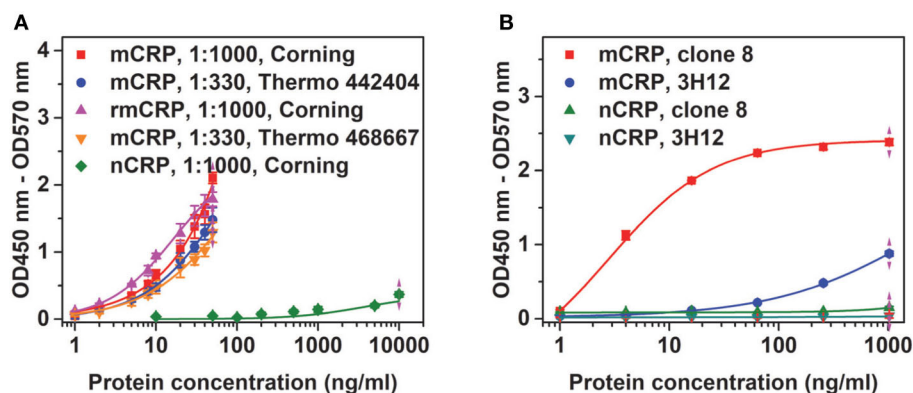 A
OD450 nm - OD570 nm
4
3
2
1
0
mCRP, 1:1000, Corning
mCRP, 1:330, Thermo 442404
rmCRP, 1:1000, Corning
mCRP, 1:330, Thermo 468667
nCRP, 1:1000, Corning
1 10 100 1000 10000
Protein concentration (ng/ml)
B
OD450 nm - OD570 nm
4
3
2
1
0
mCRP, clone 8
mCRP, 3H12
nCRP, clone 8
nCRP, 3H12
1 10 100 1000
Protein concentration (ng/ml)